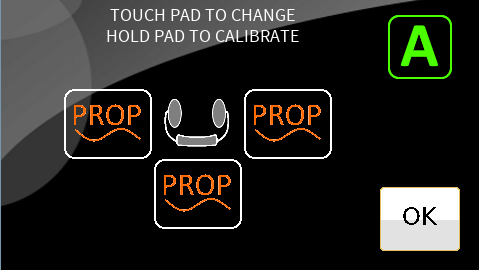 TOUCH PAD TO CHANGE
HOLD PAD TO CALIBRATE
A
PROP
PROP
PROP
OK